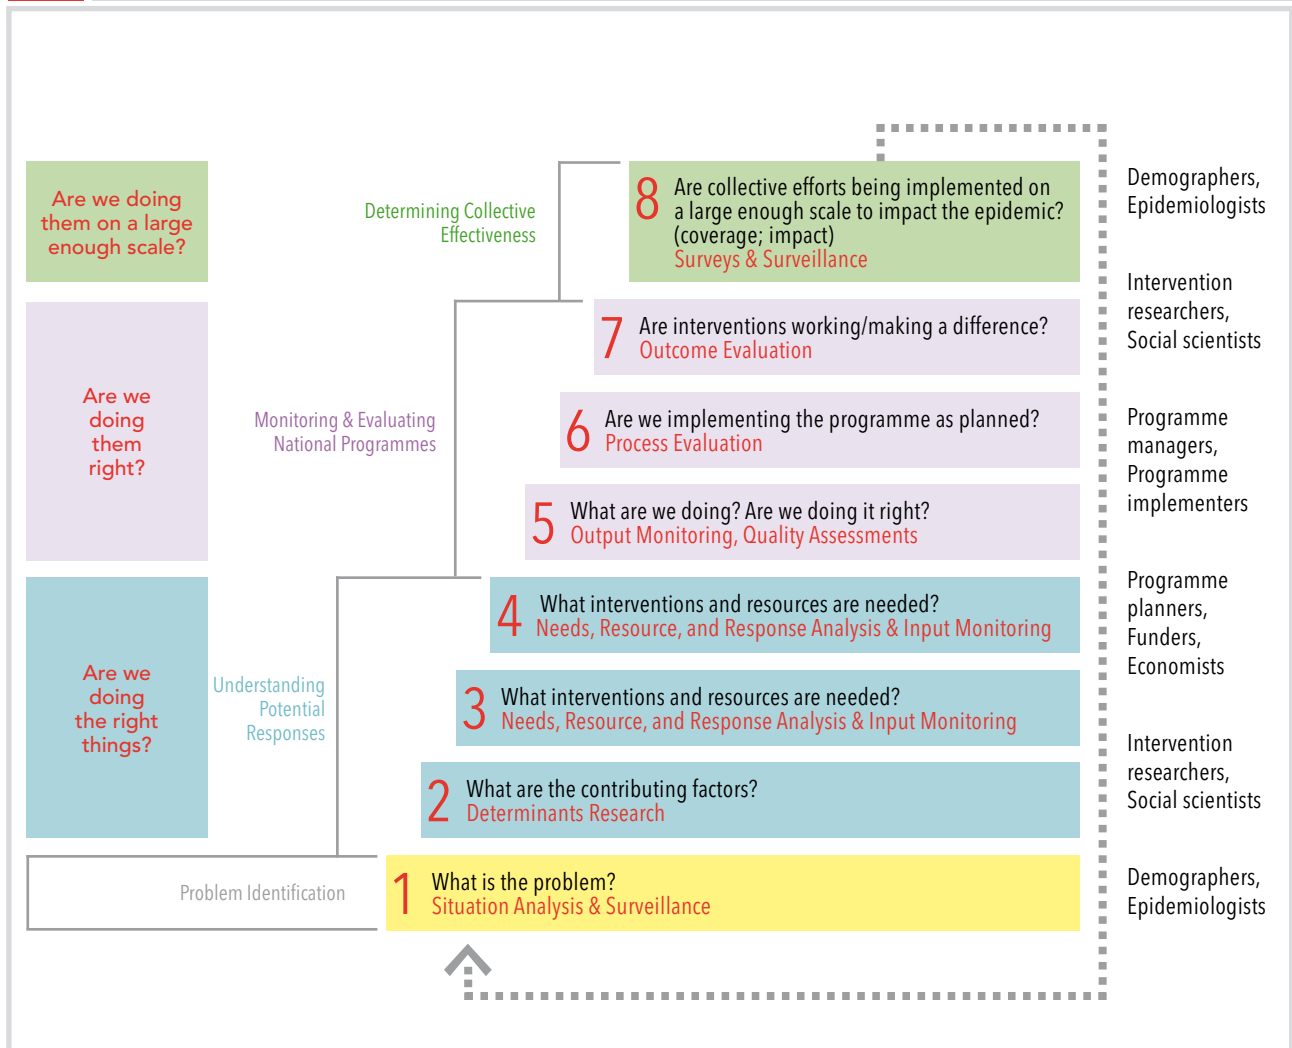 Are we doing
them on a large
enough scale?
Determining Collective
Effectiveness
8
Are collective efforts being implemented on
a large enough scale to impact the epidemic?
(coverage; impact)
Surveys & Surveillance
Demographers,
Epidemiologists
Are we
doing
them
right?
Monitoring & Evaluating
National Programmes
7
Are interventions working/making a difference?
Outcome Evaluation
Intervention
researchers,
Social scientists
6
Are we implementing the programme as planned?
Process Evaluation
Programme
managers,
Programme
implementers
5
What are we doing? Are we doing it right?
Output Monitoring, Quality Assessments
Are we
doing
the right
things?
Understanding
Potential
Responses
4
What interventions and resources are needed?
Needs, Resource, and Response Analysis & Input Monitoring
Programme
planners,
Funders,
Economists
3
What interventions and resources are needed?
Needs, Resource, and Response Analysis & Input Monitoring
2
What are the contributing factors?
Determinants Research
Intervention
researchers,
Social scientists
Problem Identification
1
What is the problem?
Situation Analysis & Surveillance
Demographers,
Epidemiologists